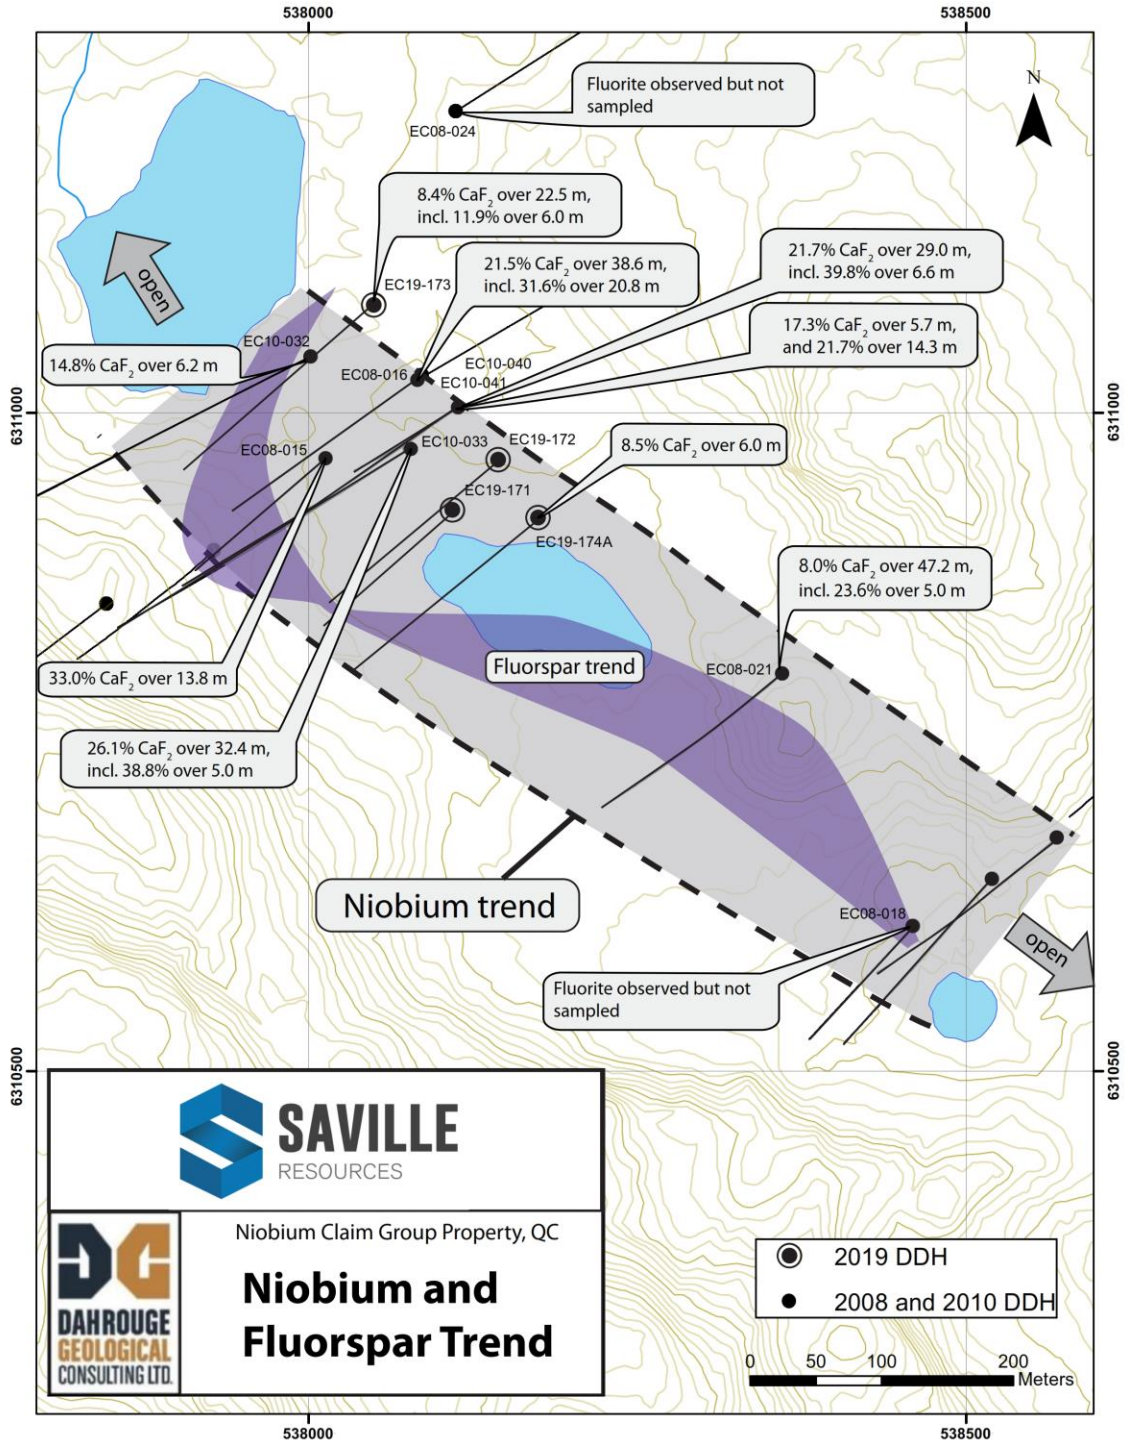 538000
538500
Fluorite observed but not
sampled
N
EC08-024
8.4% CaF2 over 22.5 m,
incl. 11.9% over 6.0 m
21.5% CaF2 over 38.6 m,
incl. 31.6% over 20.8 m
21.7% CaF2 over 29.0 m,
incl. 39.8% over 6.6 m
open
EC19-173
17.3% CaF2 over 5.7 m,
and 21.7% over 14.3 m
EC10-032
14.8% CaF2 over 6.2 m
EC08-016
EC10-040
EC10-041
6311000
6311000
EC08-015
EC10-033
EC19-172
8.5% CaF2 over 6.0 m
EC19-171
EC19-174A
8.0% CaF2 over 47.2 m,
incl. 23.6% over 5.0 m
33.0% CaF2 over 13.8 m
Fluorspar trend
EC08-021
26.1% CaF2 over 32.4 m,
incl. 38.8% over 5.0 m
Niobium trend
EC08-018
open
Fluorite observed but not
sampled
6310500
6310500
SAVILLE
RESOURCES
Niobium Claim Group Property, QC
Niobium and
Fluorspar Trend
DAHROUGE
GEOLOGICAL
CONSULTING LTD.
2019 DDH
2008 and 2010 DDH
0 50 100 200
Meters
538000
538500